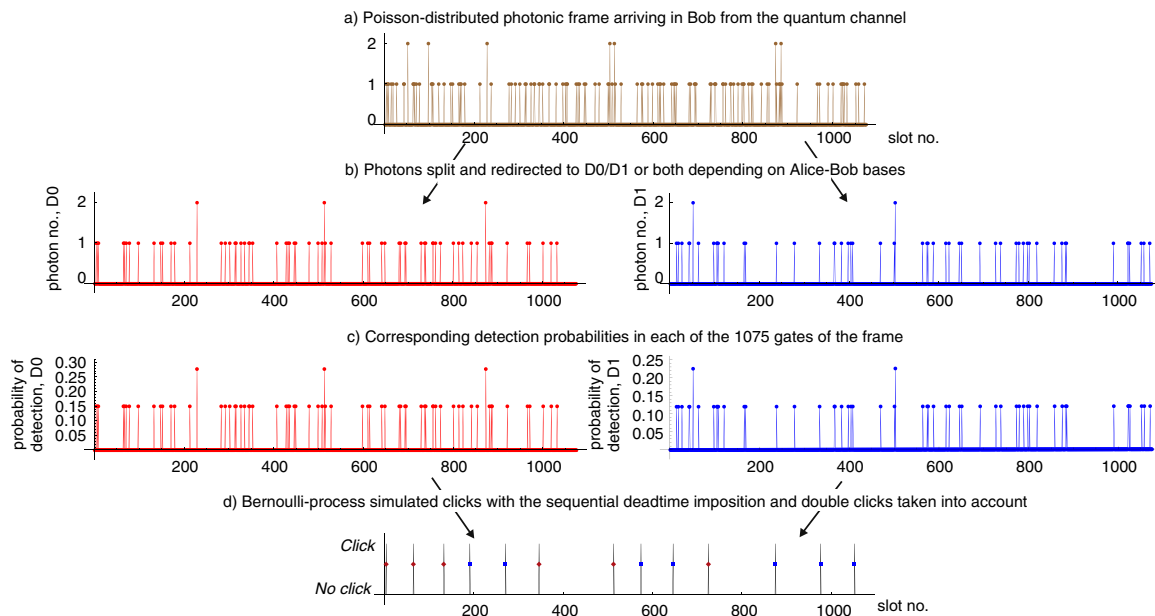 a) Poisson-distributed photonic frame arriving in Bob from the quantum channel
2
1
0
200 400 600 800 1000 slot no.
b) Photons split and redirected to D0/D1 or both depending on Alice-Bob bases
photon no., D0
2
1
0
200 400 600 800 1000
photon no., D1
2
1
0
200 400 600 800 1000
c) Corresponding detection probabilities in each of the 1075 gates of the frame
probability of
detection, D0
0.30
0.25
0.20
0.15
0.10
0.05
200 400 600 800 1000
probability of
detection, D1
0.25
0.20
0.15
0.10
0.05
200 400 600 800 1000
d) Bernoulli-process simulated clicks with the sequential deadtime imposition and double clicks taken into account
Click
No click
200 400 600 800 1000 slot no.